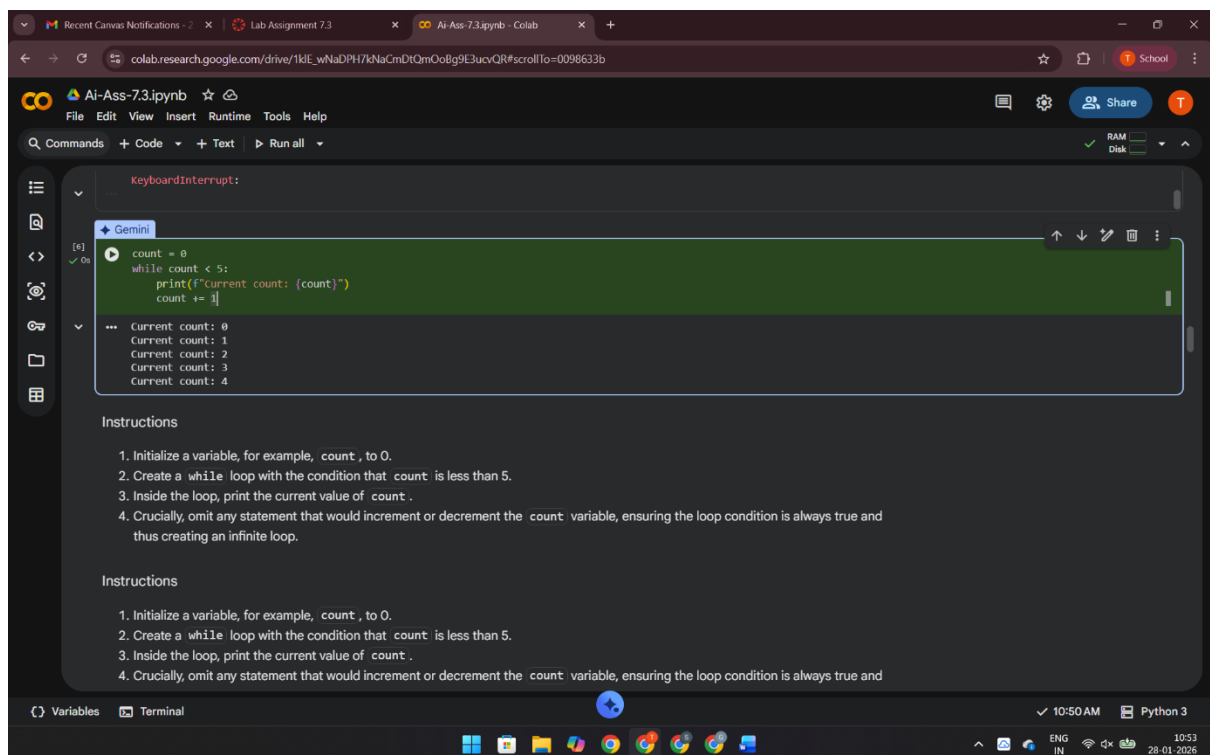 Recent Canvas Notifications - 2
Lab Assignment 7.3
Ai-Ass-7.3.ipynb - Colab
colab.research.google.com/drive/1klE_wNaDPH7kNaCmDtQmOoBg9E3ucvQR#scrollTo=0098633b
T School
CO Ai-Ass-7.3.ipynb
Share
T
File Edit View Insert Runtime Tools Help
Commands + Code + Text Run all
RAM
Disk
KeyboardInterrupt:
Gemini
[6]
0s
count = 0
while count < 5:
    print(f"Current count: {count}")
    count += 1
Current count: 0
Current count: 1
Current count: 2
Current count: 3
Current count: 4
Instructions
1. Initialize a variable, for example, count, to 0.
2. Create a while loop with the condition that count is less than 5.
3. Inside the loop, print the current value of count.
4. Crucially, omit any statement that would increment or decrement the count variable, ensuring the loop condition is always true and
thus creating an infinite loop.
Instructions
1. Initialize a variable, for example, count, to 0.
2. Create a while loop with the condition that count is less than 5.
3. Inside the loop, print the current value of count.
4. Crucially, omit any statement that would increment or decrement the count variable, ensuring the loop condition is always true and
Variables Terminal
10:50 AM Python 3
ENG
IN
10:53
28-01-2026